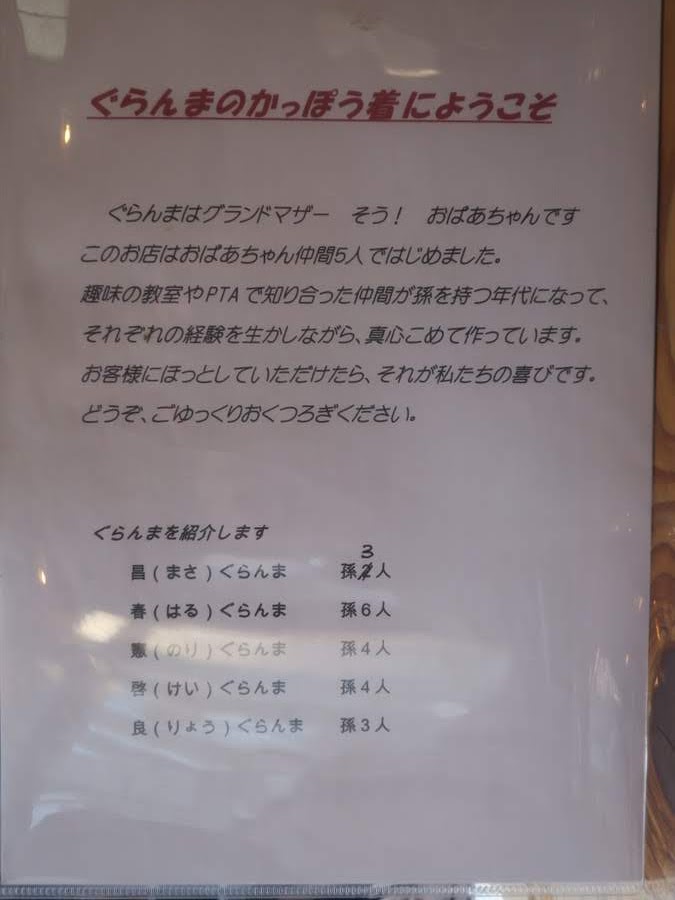 ぐらんまのかっぽう着にようこそ
ぐらんまはグランドマザー　そう！　おばあちゃんです
このお店はおばあちゃん仲間5人ではじめました。
趣味の教室やPTAで知り合った仲間が孫を持つ年代になって、
それぞれの経験を生かしながら、真心こめて作っています。
お客様にほっとしていただけたら、それが私たちの喜びです。
どうぞ、ごゆっくりおくつろぎください。
ぐらんまを紹介します
昌（まさ）ぐらんま　孫3人
春（はる）ぐらんま　孫６人
憲（のり）ぐらんま　孫４人
啓（けい）ぐらんま　孫４人
良（りょう）ぐらんま　孫３人